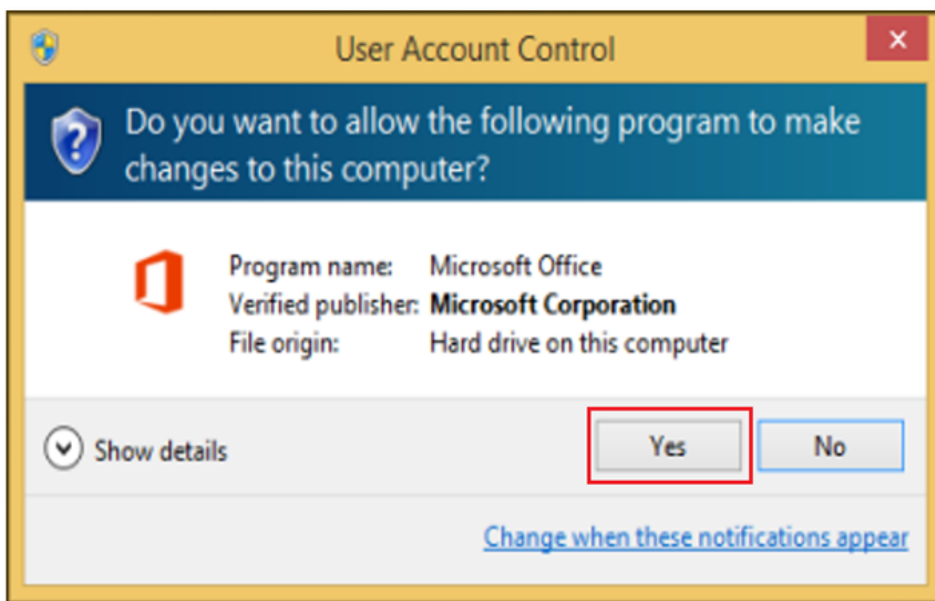 User Account Control
Do you want to allow the following program to make
changes to this computer?
Program name: Microsoft Office
Verified publisher: Microsoft Corporation
File origin: Hard drive on this computer
Show details
Yes
No
Change when these notifications appear